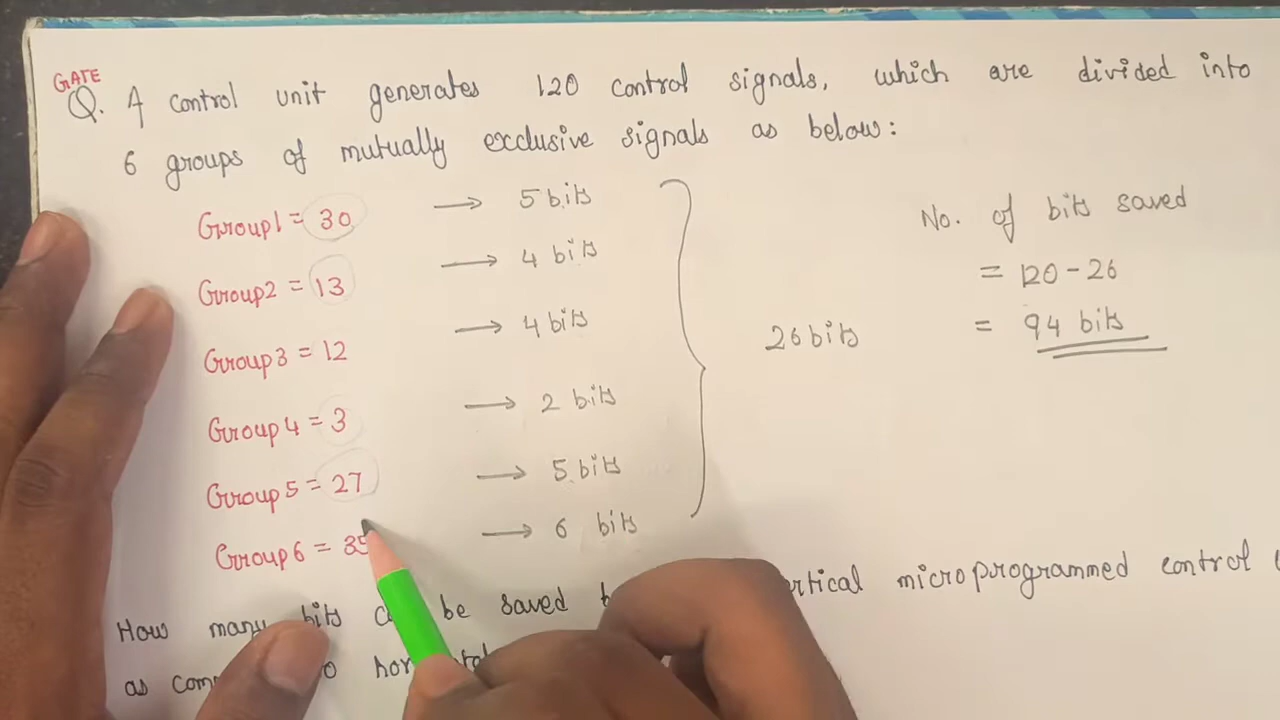 GATE
Q. A control unit generates 120 control signals, which are divided into
6 groups of mutually exclusive signals as below:
Group1 = 30 → 5 bits
Group2 = 13 → 4 bits
Group3 = 12 → 4 bits
Group4 = 3 → 2 bits
Group5 = 27 → 5 bits
Group6 = 35 → 6 bits
26 bits
No. of bits saved
= 120 - 26
= 94 bits
How many bits be saved microprogrammed control
as